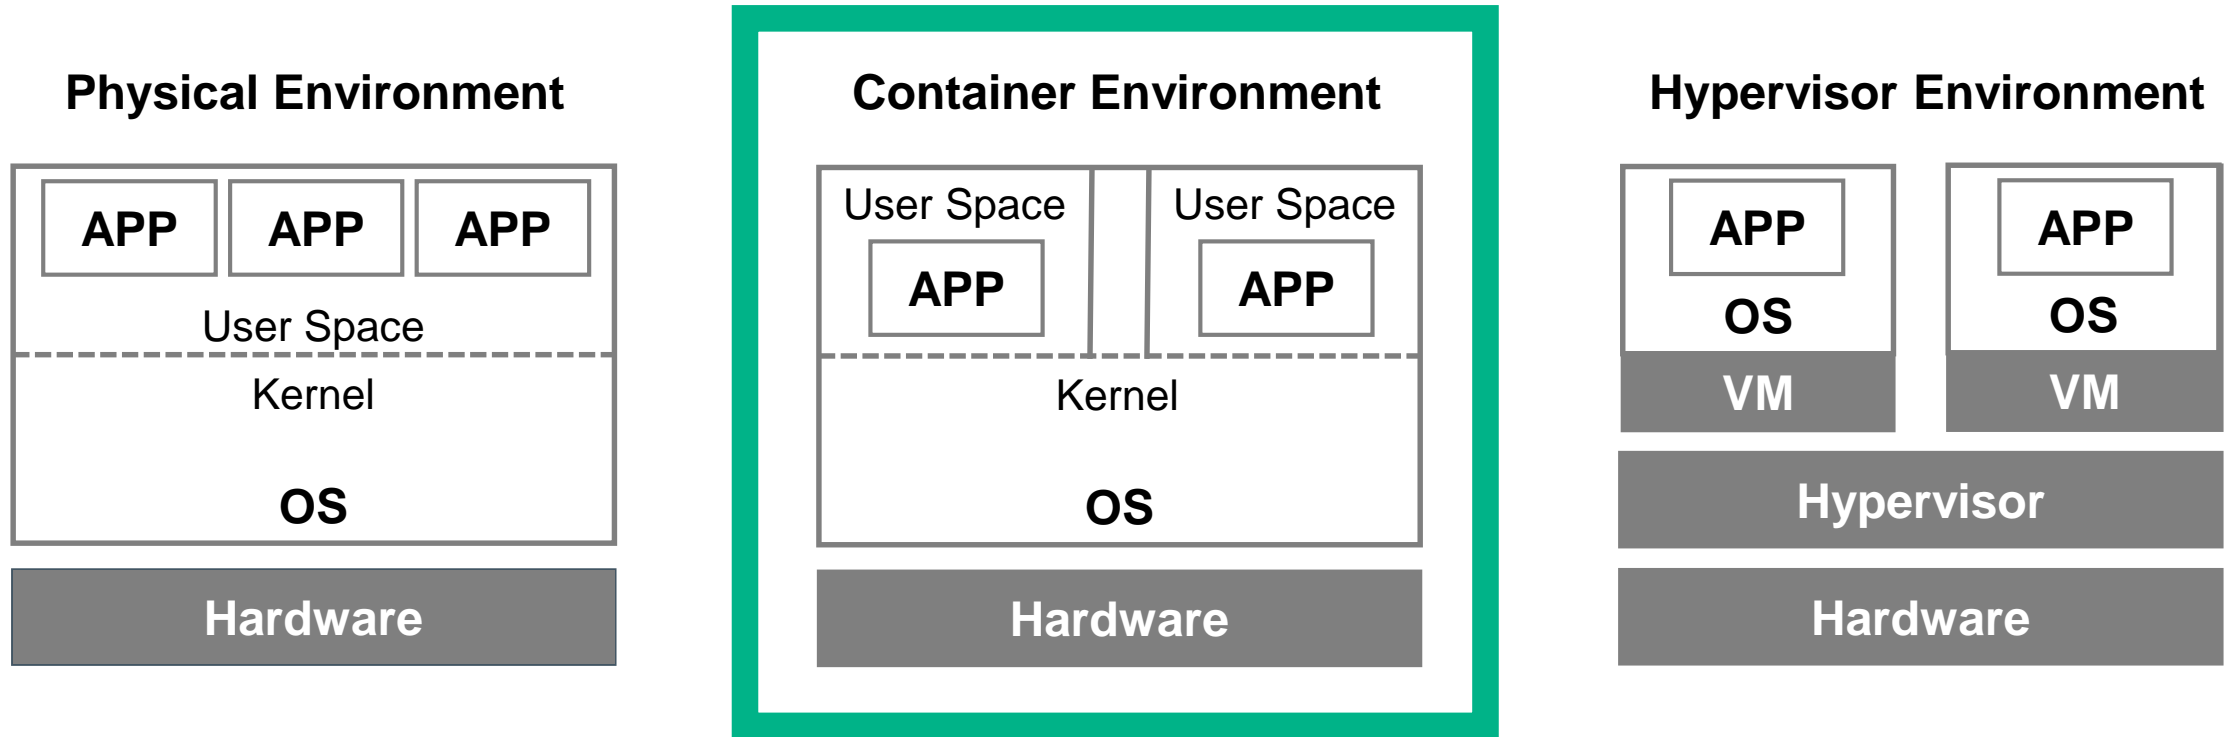 Physical Environment
APP APP APP
User Space
Kernel
OS
Hardware
Container Environment
User Space User Space
APP APP
Kernel
OS
Hardware
Hypervisor Environment
APP APP
OS OS
VM VM
Hypervisor
Hardware